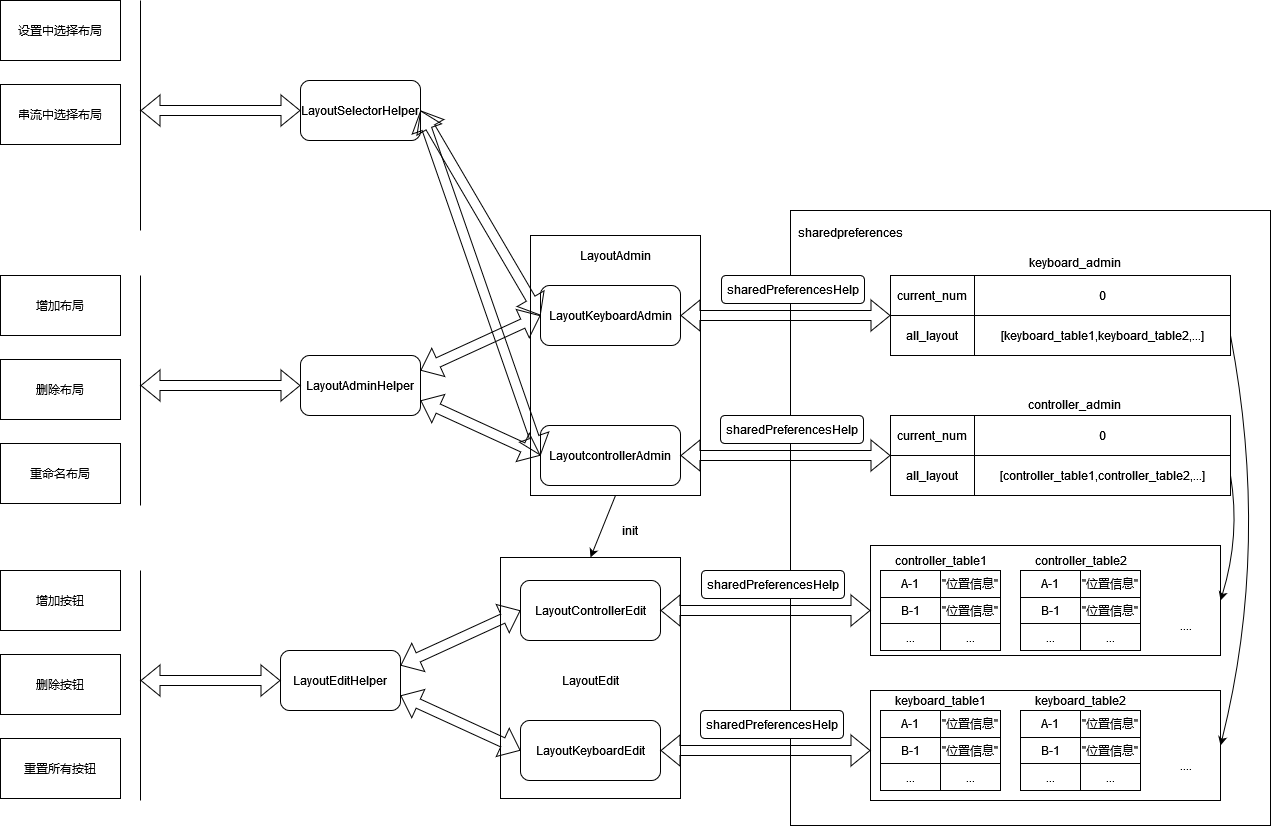 设置中选择布局
串流中选择布局
LayoutSelectorHelper
增加布局
删除布局
重命名布局
LayoutAdminHelper
LayoutAdmin
LayoutKeyboardAdmin
LayoutcontrollerAdmin
init
sharedPreferencesHelp
sharedPreferencesHelp
sharedpreferences
keyboard_admin
current_num 0
all_layout [keyboard_table1,keyboard_table2,...]
controller_admin
current_num 0
all_layout [controller_table1,controller_table2,...]
增加按钮
删除按钮
重置所有按钮
LayoutEditHelper
LayoutControllerEdit
LayoutEdit
LayoutKeyboardEdit
sharedPreferencesHelp
sharedPreferencesHelp
controller_table1 controller_table2
A-1 "位置信息" A-1 "位置信息"
B-1 "位置信息" B-1 "位置信息"
... ... ... ...
....
keyboard_table1 keyboard_table2
A-1 "位置信息" A-1 "位置信息"
B-1 "位置信息" B-1 "位置信息"
... ... ... ...
....